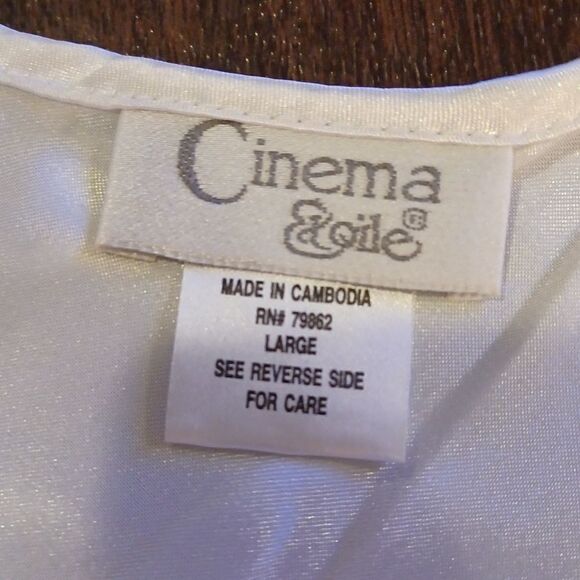 Cinema
Etoile®
MADE IN CAMBODIA
RN# 79862
LARGE
SEE REVERSE SIDE
FOR CARE